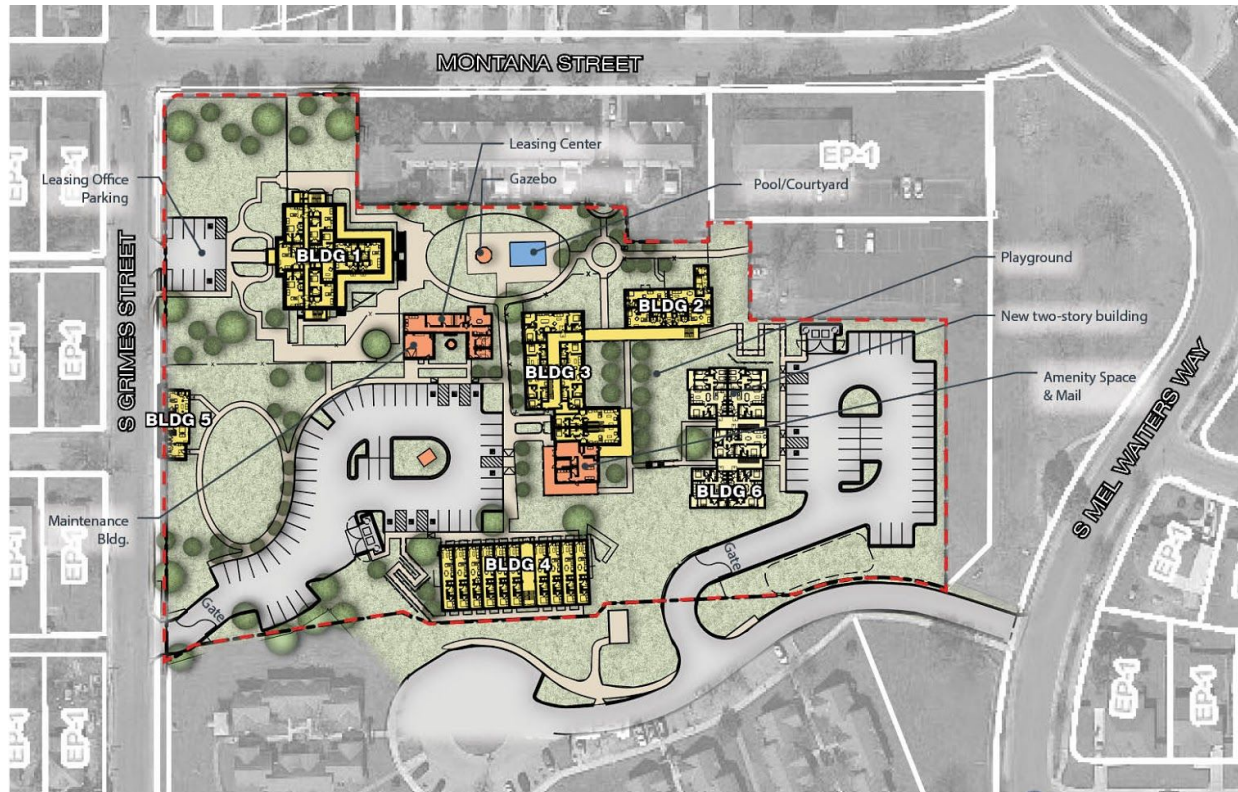 MONTANA STREET
Leasing Center
EP-1
Gazebo
Pool/Courtyard
Leasing Office
Parking
EP-1
EP-1
BLDG 1
Playground
S GRIMES STREET
BLDG 2
New two-story building
BLDG 3
Amenity Space
& Mail
S MEL WAITERS WAY
BLDG 5
BLDG 6
Maintenance
Bldg.
BLDG 4
EP-1
EP-1
EP-1
Gate
Gate
EP-1
EP-1
EP-1
EP-1